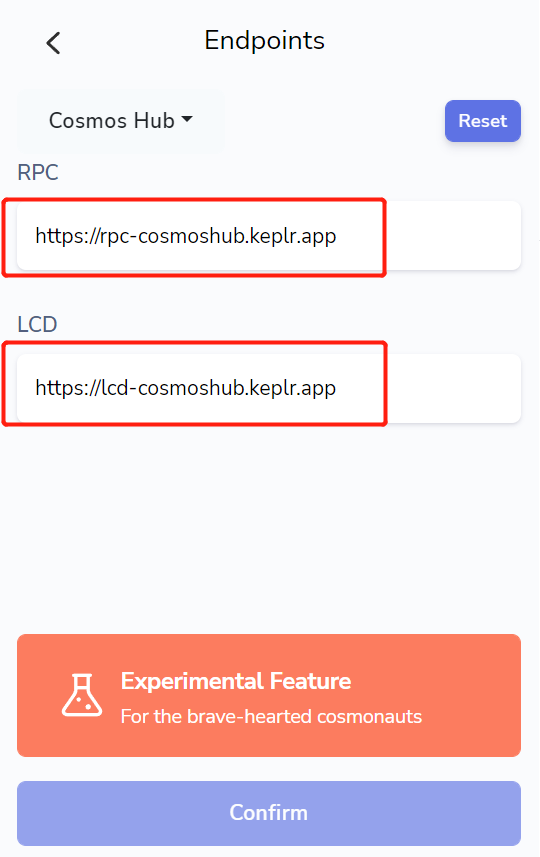 Endpoints
Cosmos Hub
Reset
RPC
https://rpc-cosmoshub.keplr.app
LCD
https://lcd-cosmoshub.keplr.app
Experimental Feature
For the brave-hearted cosmonauts
Confirm